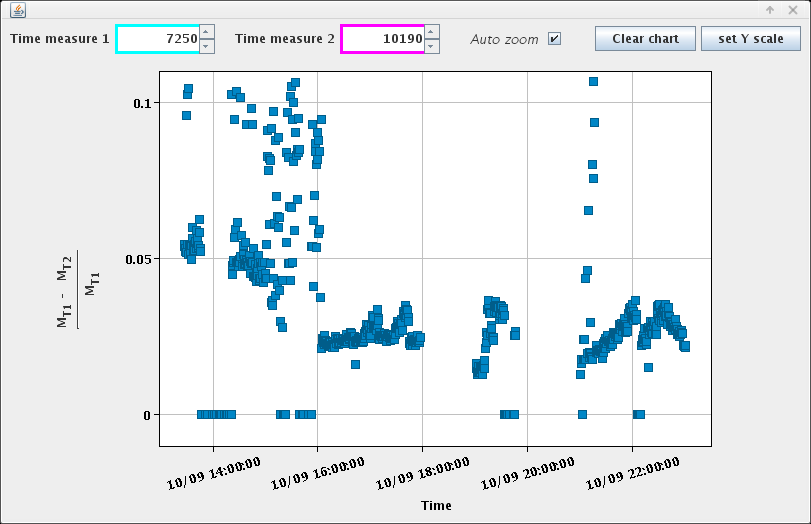 Time measure 1 7250 Time measure 2 10190 Auto zoom Clear chart set Y scale
0.1
0.05
0
M_T1 - M_T2
M_T1
10/09 14:00:00 10/09 16:00:00 10/09 18:00:00 10/09 20:00:00 10/09 22:00:00
Time